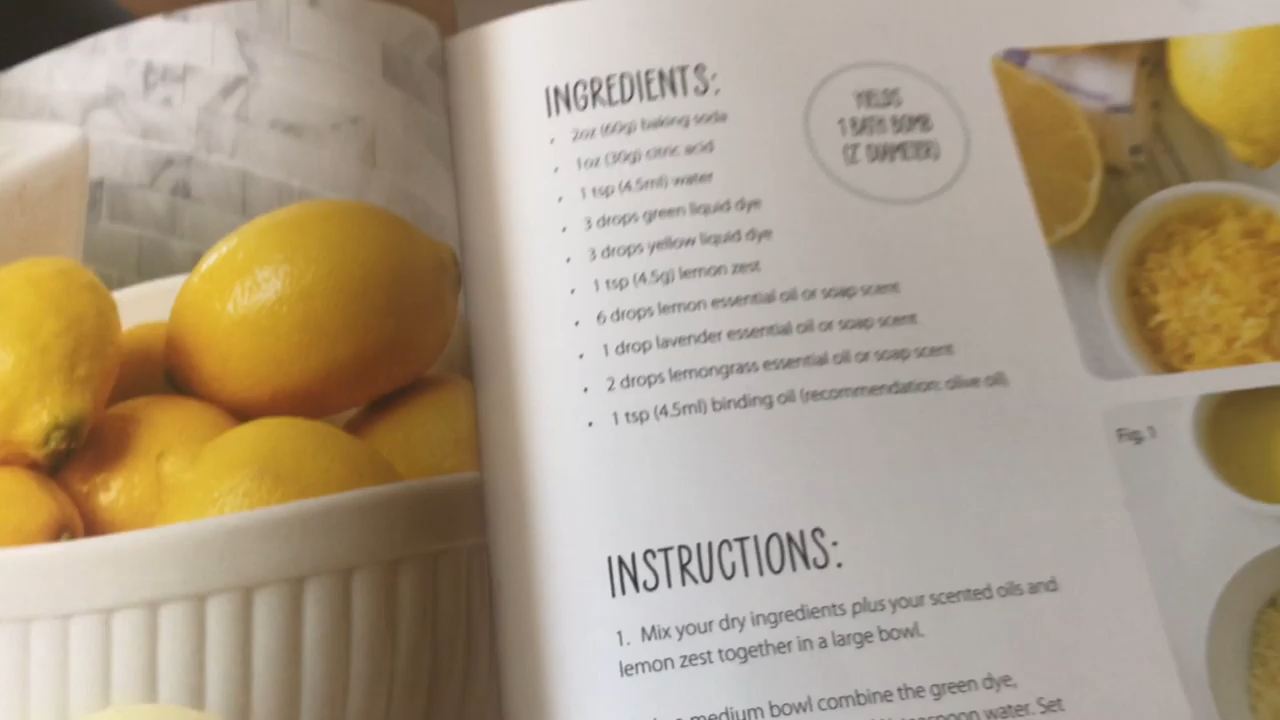 INGREDIENTS:
• 2oz (60g) baking soda
• 1oz (30g) citric acid
• 1 tsp (4.5ml) water
• 3 drops green liquid dye
• 3 drops yellow liquid dye
• 1 tsp (4.5g) lemon zest
• 6 drops lemon essential oil or soap scent
• 1 drop lavender essential oil or soap scent
• 2 drops lemongrass essential oil or soap scent
• 1 tsp (4.5ml) binding oil (recommendation: olive oil)
YIELDS
1 BATH BOMB
(2" DIAMETER)
Fig. 1
INSTRUCTIONS:
1. Mix your dry ingredients plus your scented oils and
lemon zest together in a large bowl.
medium bowl combine the green dye,
water. Set